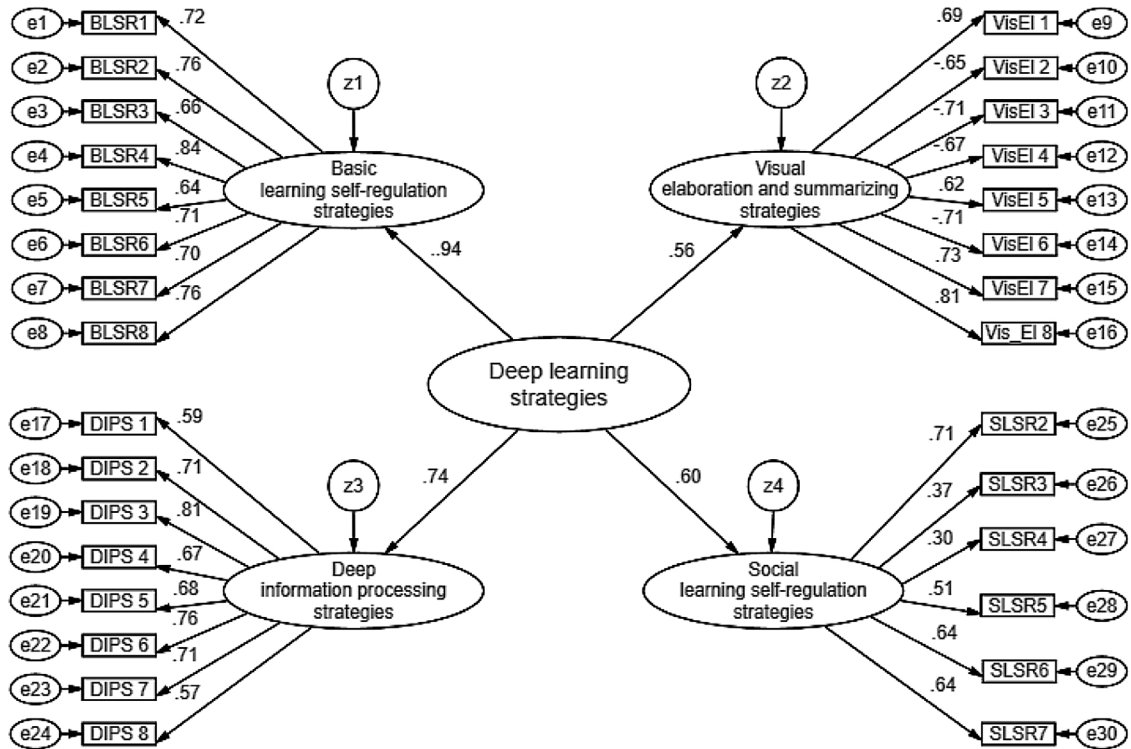 e1 BLSR1 .72
e2 BLSR2 .76
e3 BLSR3 .66
e4 BLSR4 .84
e5 BLSR5 .64
e6 BLSR6 .71
e7 BLSR7 .70
e8 BLSR8 .76
z1
Basic
learning self-regulation
strategies
z2
Visual
elaboration and summarizing
strategies
.69 VisEl 1 e9
-.65 VisEl 2 e10
-.71 VisEl 3 e11
-.67 VisEl 4 e12
.62 VisEl 5 e13
-.71 VisEl 6 e14
.73 VisEl 7 e15
.81 Vis_El 8 e16
..94
.56
Deep learning
strategies
.74
.60
e17 DIPS 1 .59
e18 DIPS 2 .71
e19 DIPS 3 .81
e20 DIPS 4 .67
e21 DIPS 5 .68
e22 DIPS 6 .76
e23 DIPS 7 .71
e24 DIPS 8 .57
z3
Deep
information processing
strategies
z4
Social
learning self-regulation
strategies
.71 SLSR2 e25
.37 SLSR3 e26
.30 SLSR4 e27
.51 SLSR5 e28
.64 SLSR6 e29
.64 SLSR7 e30